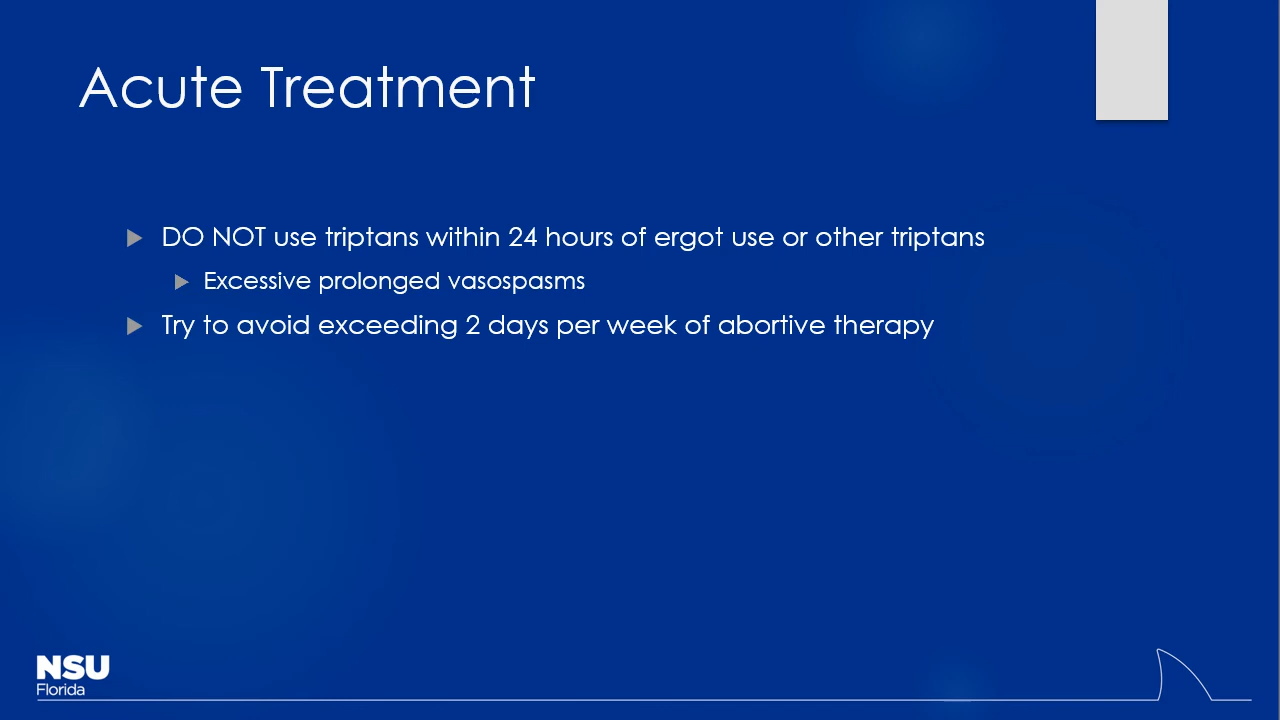 Acute Treatment
DO NOT use triptans within 24 hours of ergot use or other triptans
Excessive prolonged vasospasms
Try to avoid exceeding 2 days per week of abortive therapy
NSU
Florida